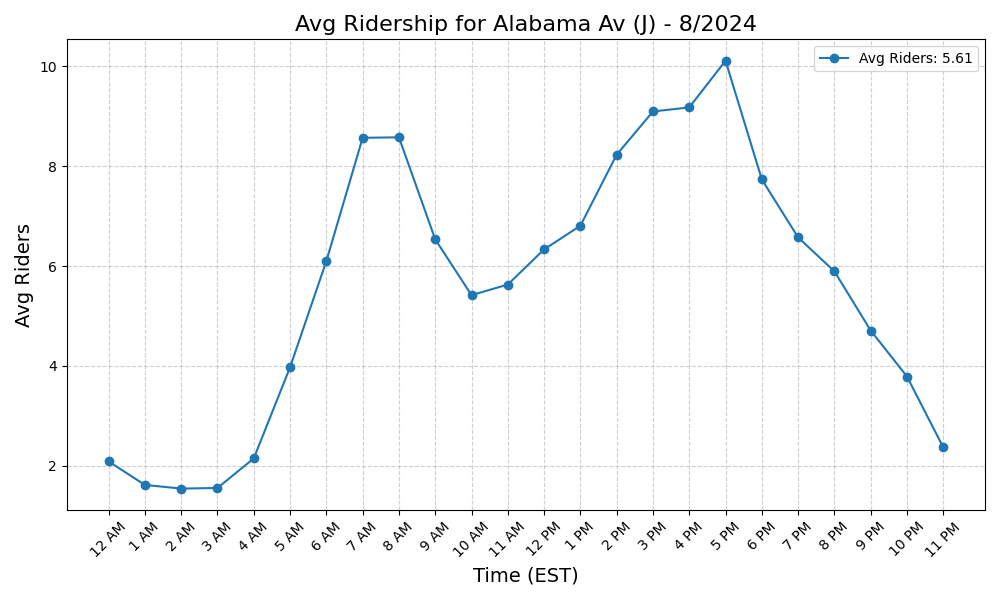 Avg Ridership for Alabama Av (J) - 8/2024
Avg Riders: 5.61
Avg Riders
10
8
6
4
2
12 AM
1 AM
2 AM
3 AM
4 AM
5 AM
6 AM
7 AM
8 AM
9 AM
10 AM
11 AM
12 PM
1 PM
2 PM
3 PM
4 PM
5 PM
6 PM
7 PM
8 PM
9 PM
10 PM
11 PM
Time (EST)